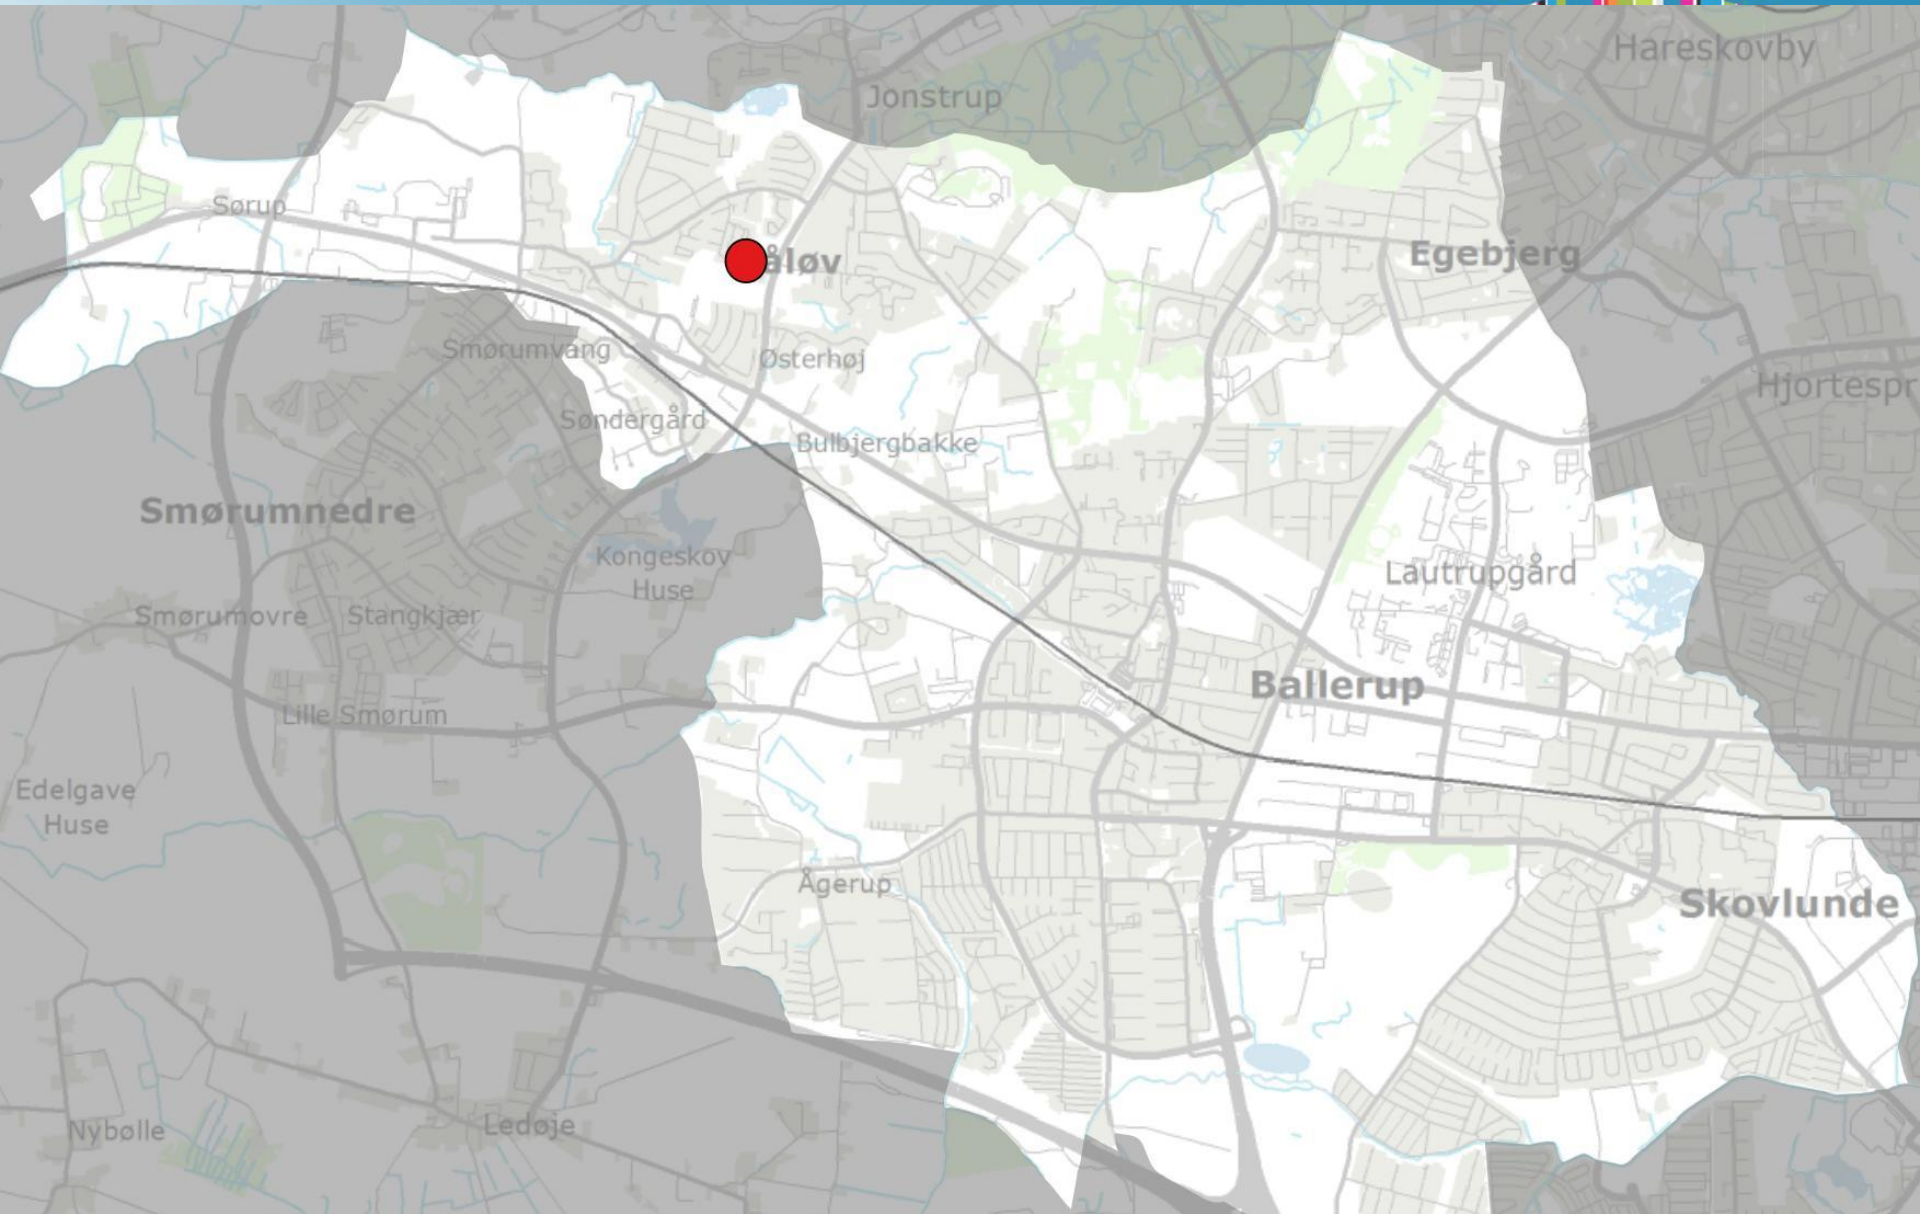 Hareskovby
Jonstrup
Sørup
Egebjerg
åløv
Smørumvang
Østerhøj
Hjortespr
Søndergård
Bulbjergbakke
Smørumnedre
Kongeskov
Huse
Lautrupgård
Smørumovre
Stangkjær
Ballerup
Lille Smørum
Edelgave
Huse
Ågerup
Skovlunde
Nybølle
Ledøje